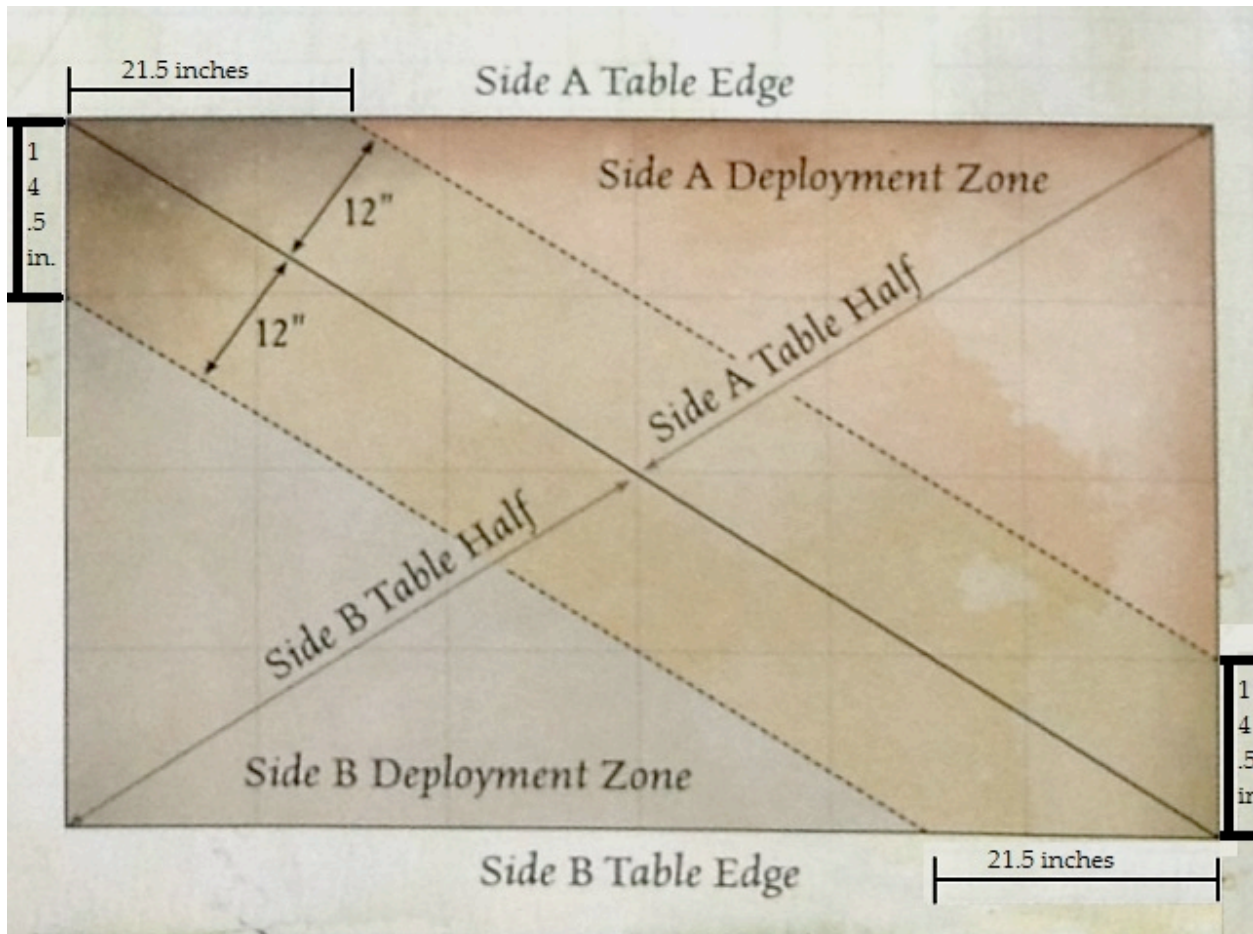 21.5 inches
Side A Table Edge
1
4
.5
in.
Side A Deployment Zone
12"
12"
Side A Table Half
Side B Table Half
1
4
.5
Side B Deployment Zone
21.5 inches
Side B Table Edge